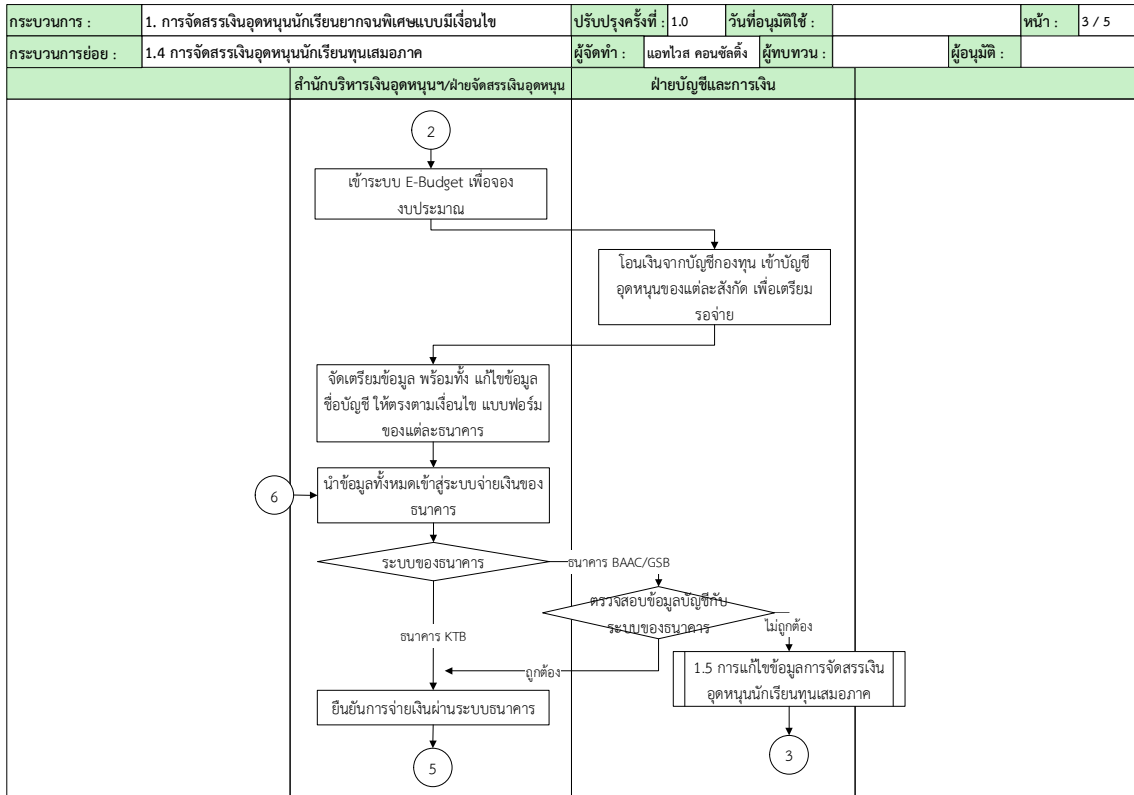 กระบวนการ : 1. การจัดสรรเงินอุดหนุนนักเรียนยากจนพิเศษแบบมีเงื่อนไข ปรับปรุงครั้งที่ : 1.0 วันที่อนุมัติใช้ : หน้า : 3 / 5
กระบวนการย่อย : 1.4 การจัดสรรเงินอุดหนุนนักเรียนทุนเสมอภาค ผู้จัดทำ : แอทไวส คอนซัลติ้ง ผู้ทบทวน : ผู้อนุมัติ :
สำนักบริหารเงินอุดหนุนฯ/ฝ่ายจัดสรรเงินอุดหนุน ฝ่ายบัญชีและการเงิน
2
เข้าระบบ E-Budget เพื่อจอง
งบประมาณ
โอนเงินจากบัญชีกองทุน เข้าบัญชี
อุดหนุนของแต่ละสังกัด เพื่อเตรียม
รอจ่าย
จัดเตรียมข้อมูล พร้อมทั้ง แก้ไขข้อมูล
ชื่อบัญชี ให้ตรงตามเงื่อนไข แบบฟอร์ม
ของแต่ละธนาคาร
6
นำข้อมูลทั้งหมดเข้าสู่ระบบจ่ายเงินของ
ธนาคาร
ระบบของธนาคาร
ธนาคาร BAAC/GSB
ตรวจสอบข้อมูลบัญชีกับ
ระบบของธนาคาร
ไม่ถูกต้อง
ธนาคาร KTB
ถูกต้อง
1.5 การแก้ไขข้อมูลการจัดสรรเงิน
อุดหนุนนักเรียนทุนเสมอภาค
ยืนยันการจ่ายเงินผ่านระบบธนาคาร
5
3